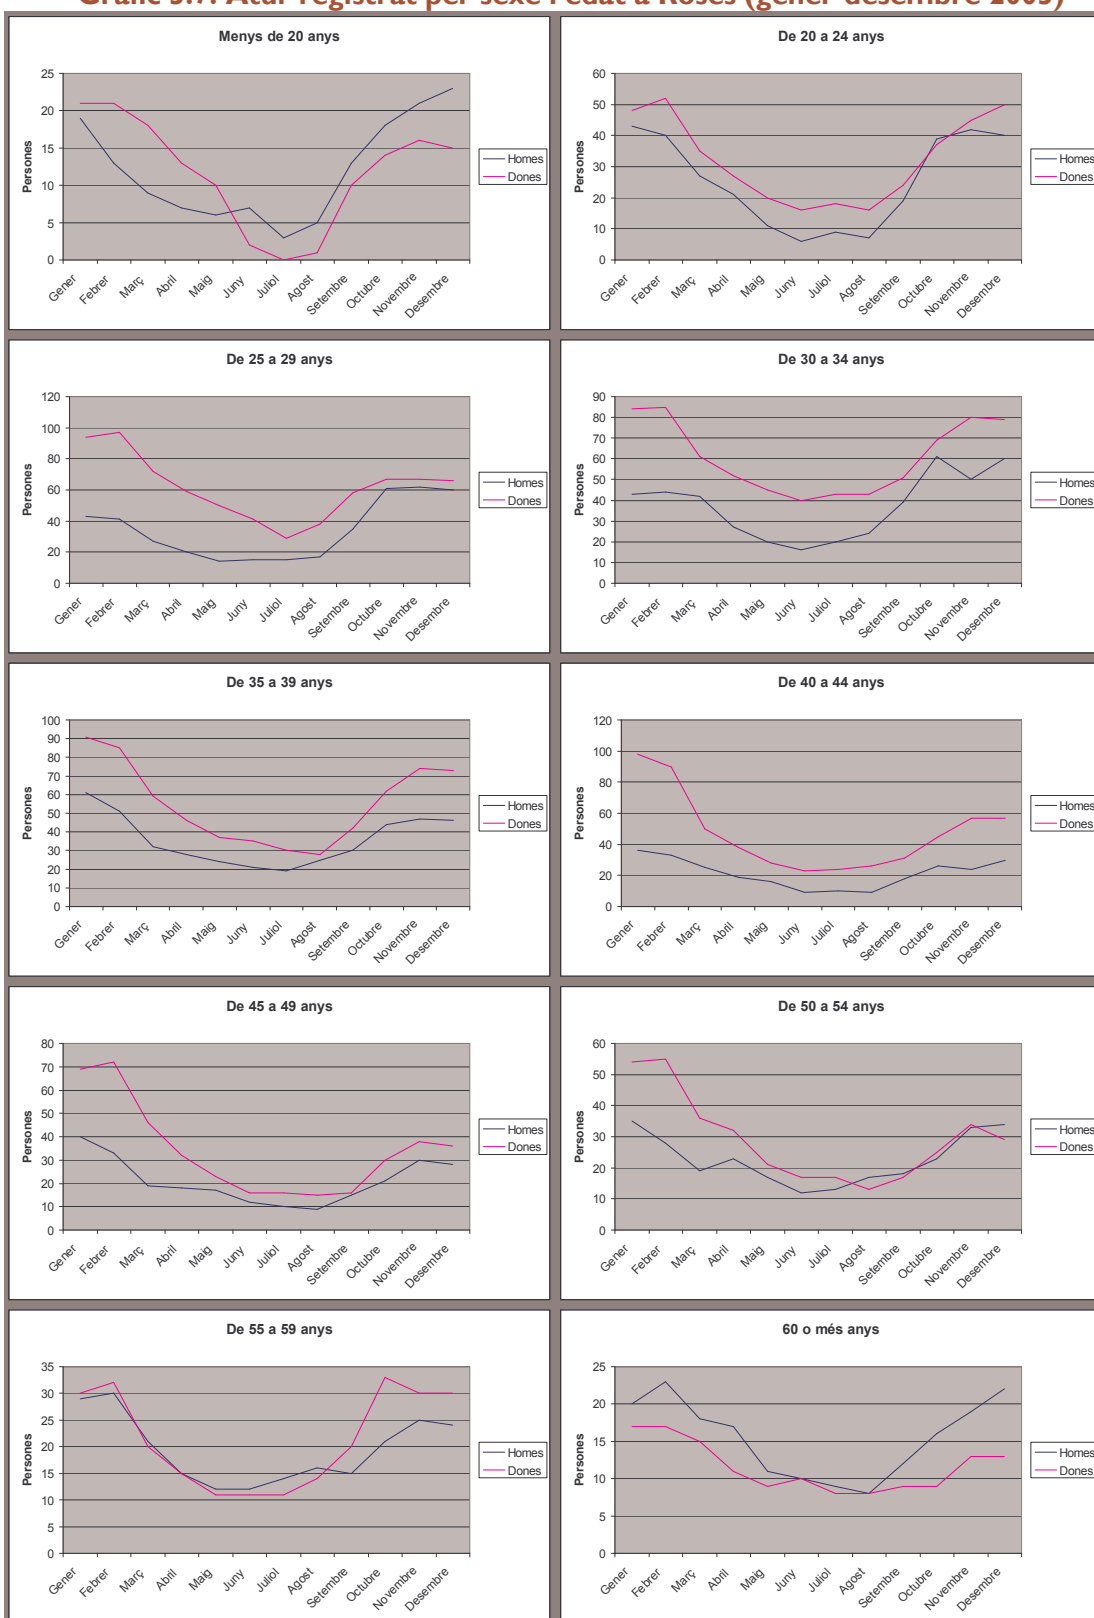 Gràfic 5.7. Atur registrat per sexe i edat a Roses (gener-desembre 2005)
Menys de 20 anys
Persones
25
20
15
10
5
0
Gener Febrer Març Abril Maig Juny Juliol Agost Setembre Octubre Novembre Desembre
Homes
Dones
De 20 a 24 anys
Persones
60
50
40
30
20
10
0
Gener Febrer Març Abril Maig Juny Juliol Agost Setembre Octubre Novembre Desembre
Homes
Dones
De 25 a 29 anys
Persones
120
100
80
60
40
20
0
Gener Febrer Març Abril Maig Juny Juliol Agost Setembre Octubre Novembre Desembre
Homes
Dones
De 30 a 34 anys
Persones
90
80
70
60
50
40
30
20
10
0
Gener Febrer Març Abril Maig Juny Juliol Agost Setembre Octubre Novembre Desembre
Homes
Dones
De 35 a 39 anys
Persones
100
90
80
70
60
50
40
30
20
10
0
Gener Febrer Març Abril Maig Juny Juliol Agost Setembre Octubre Novembre Desembre
Homes
Dones
De 40 a 44 anys
Persones
120
100
80
60
40
20
0
Gener Febrer Març Abril Maig Juny Juliol Agost Setembre Octubre Novembre Desembre
Homes
Dones
De 45 a 49 anys
Persones
80
70
60
50
40
30
20
10
0
Gener Febrer Març Abril Maig Juny Juliol Agost Setembre Octubre Novembre Desembre
Homes
Dones
De 50 a 54 anys
Persones
60
50
40
30
20
10
0
Gener Febrer Març Abril Maig Juny Juliol Agost Setembre Octubre Novembre Desembre
Homes
Dones
De 55 a 59 anys
Persones
35
30
25
20
15
10
5
0
Gener Febrer Març Abril Maig Juny Juliol Agost Setembre Octubre Novembre Desembre
Homes
Dones
60 o més anys
Persones
25
20
15
10
5
0
Gener Febrer Març Abril Maig Juny Juliol Agost Setembre Octubre Novembre Desembre
Homes
Dones